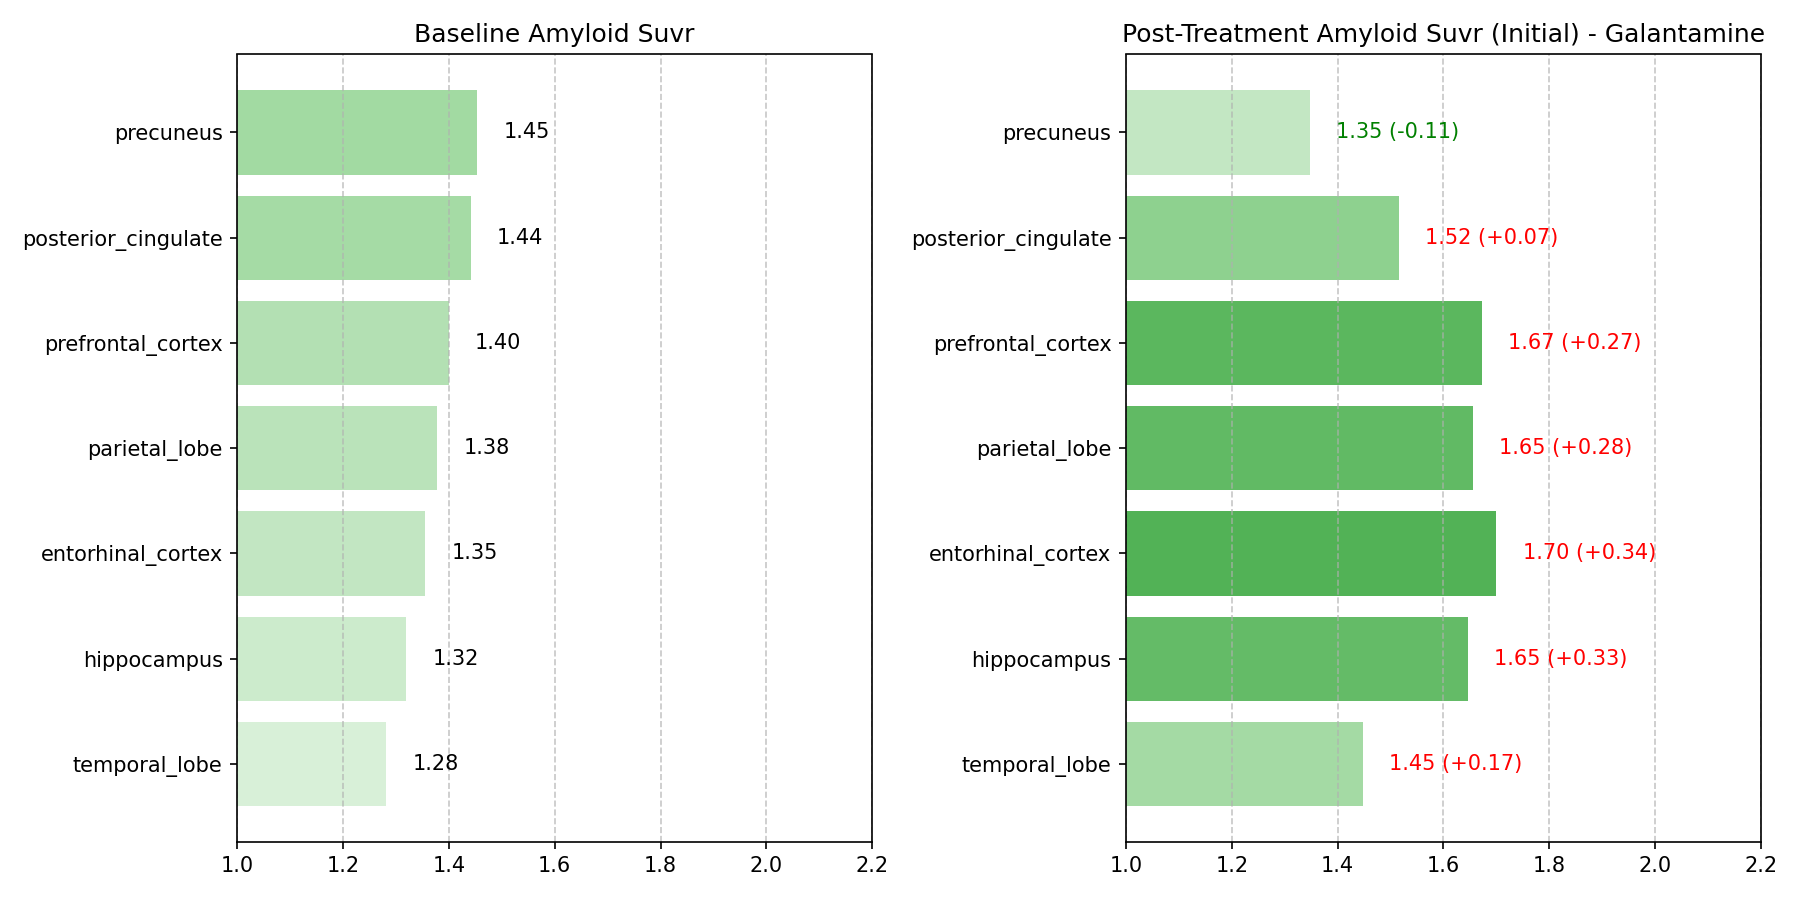 Baseline Amyloid Suvr
precuneus
1.45
posterior_cingulate
1.44
prefrontal_cortex
1.40
parietal_lobe
1.38
entorhinal_cortex
1.35
hippocampus
1.32
temporal_lobe
1.28
1.0 1.2 1.4 1.6 1.8 2.0 2.2
Post-Treatment Amyloid Suvr (Initial) - Galantamine
precuneus
1.35 (-0.11)
posterior_cingulate
1.52 (+0.07)
prefrontal_cortex
1.67 (+0.27)
parietal_lobe
1.65 (+0.28)
entorhinal_cortex
1.70 (+0.34)
hippocampus
1.65 (+0.33)
temporal_lobe
1.45 (+0.17)
1.0 1.2 1.4 1.6 1.8 2.0 2.2